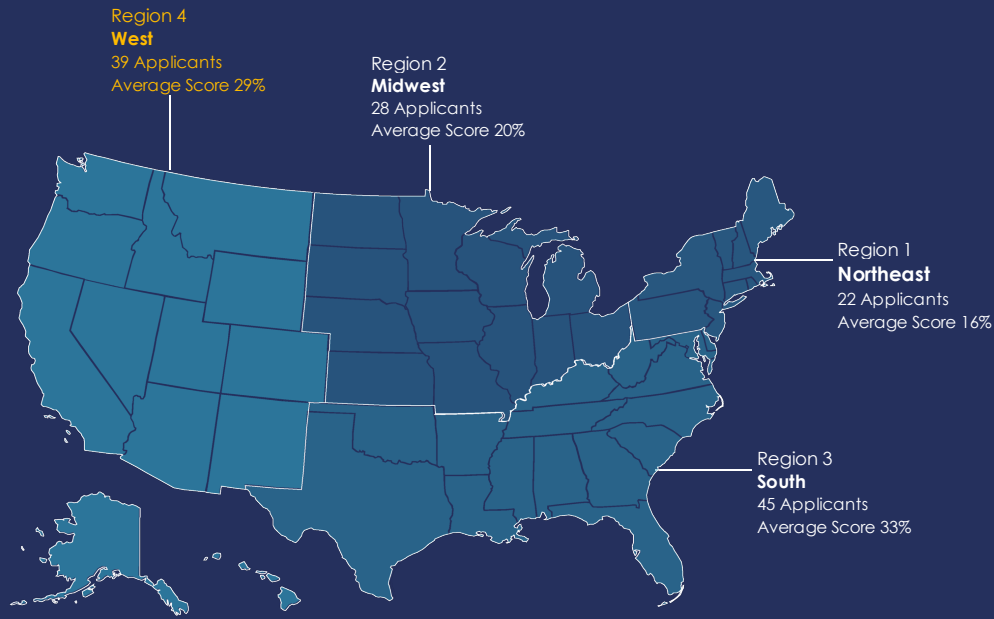 Region 4
West
39 Applicants
Average Score 29%
Region 2
Midwest
28 Applicants
Average Score 20%
Region 1
Northeast
22 Applicants
Average Score 16%
Region 3
South
45 Applicants
Average Score 33%